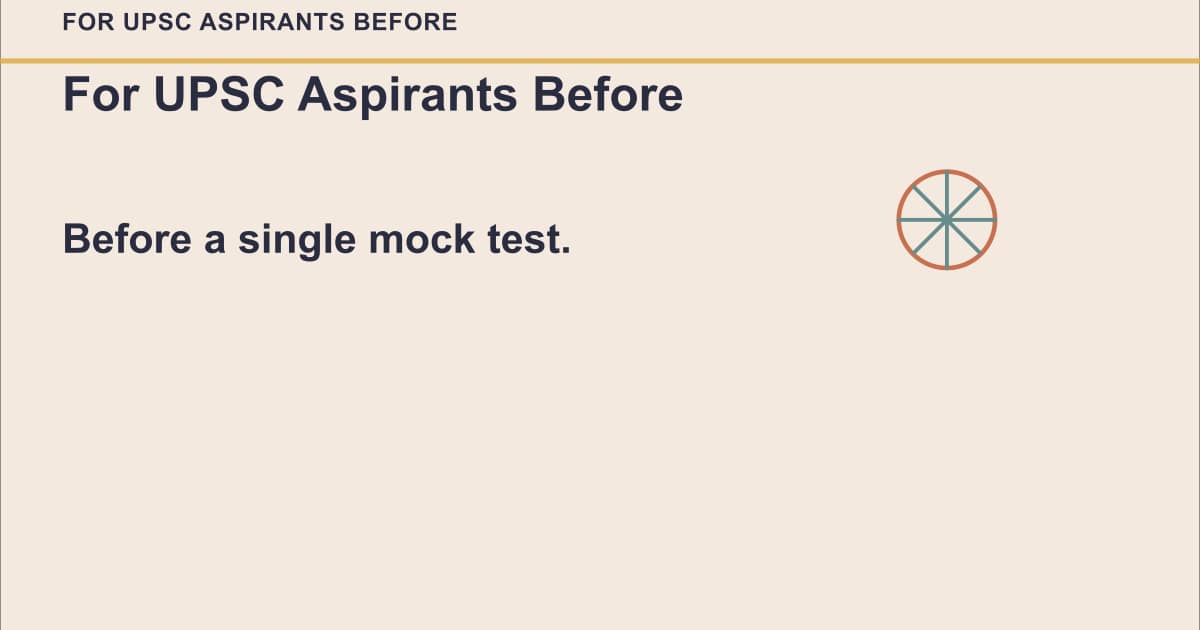 FOR UPSC ASPIRANTS BEFORE
For UPSC Aspirants Before
Before a single mock test.